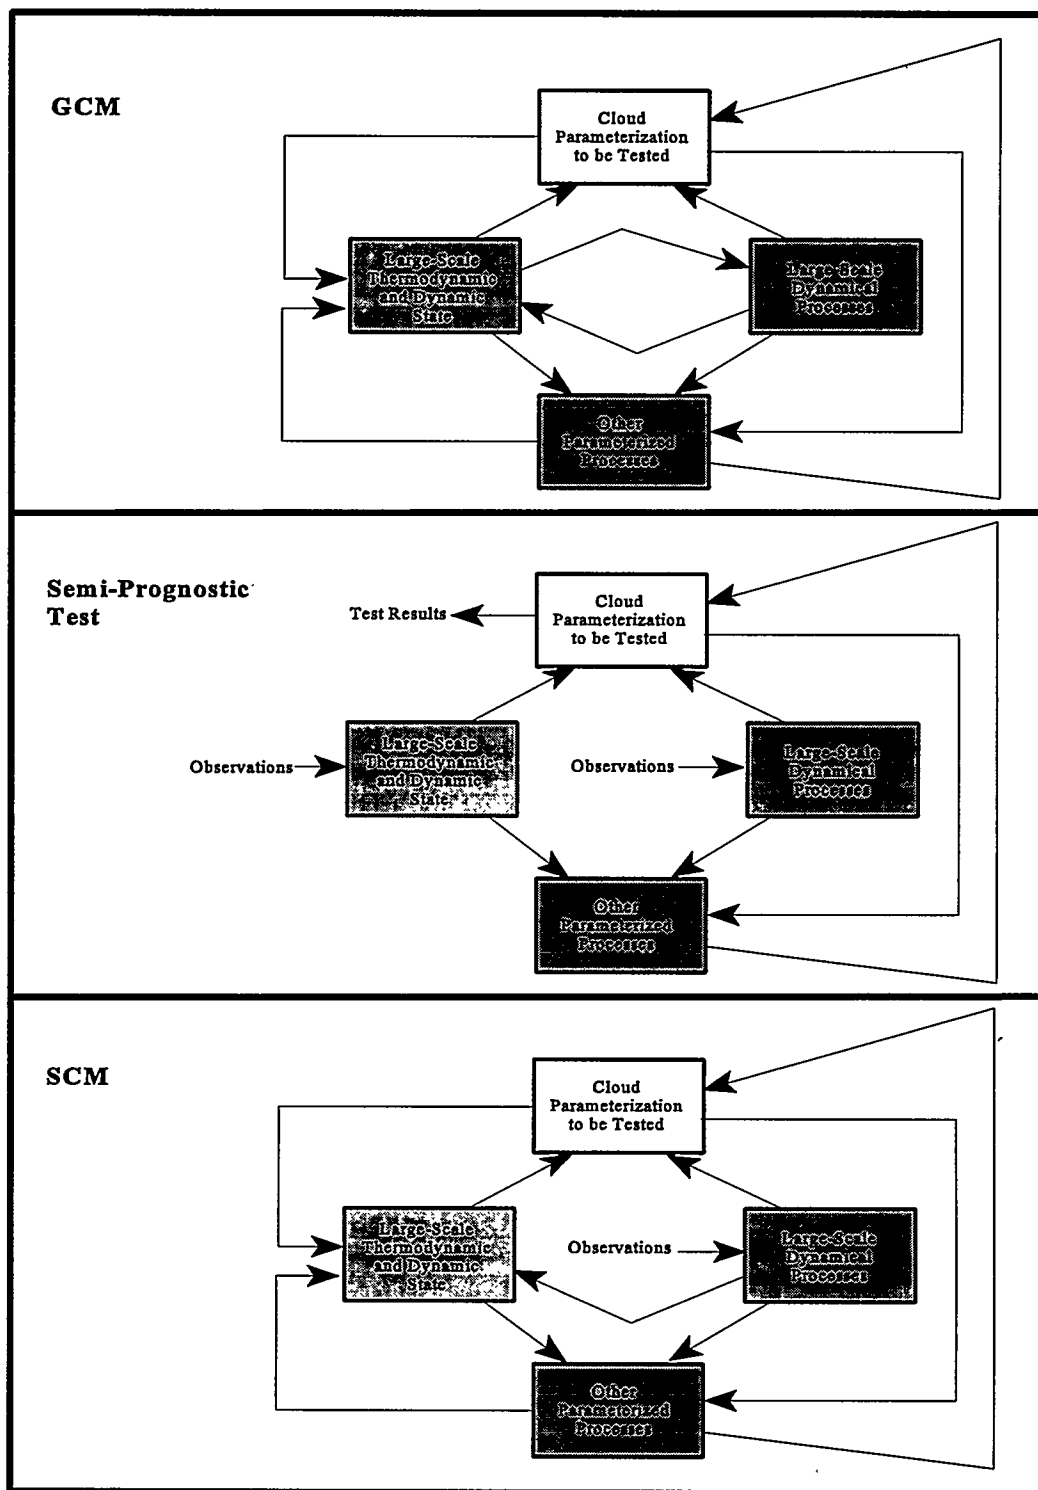 GCM
Cloud
Parameterization
to be Tested
Large-Scale
Thermodynamic
and Dynamic
State
Large-Scale
Dynamical
Processes
Other
Parameterized
Processes
Semi-Prognostic
Test
Test Results
Cloud
Parameterization
to be Tested
Observations
Large-Scale
Thermodynamic
and Dynamic
State
Observations
Large-Scale
Dynamical
Processes
Other
Parameterized
Processes
SCM
Cloud
Parameterization
to be Tested
Large-Scale
Thermodynamic
and Dynamic
State
Observations
Large-Scale
Dynamical
Processes
Other
Parameterized
Processes